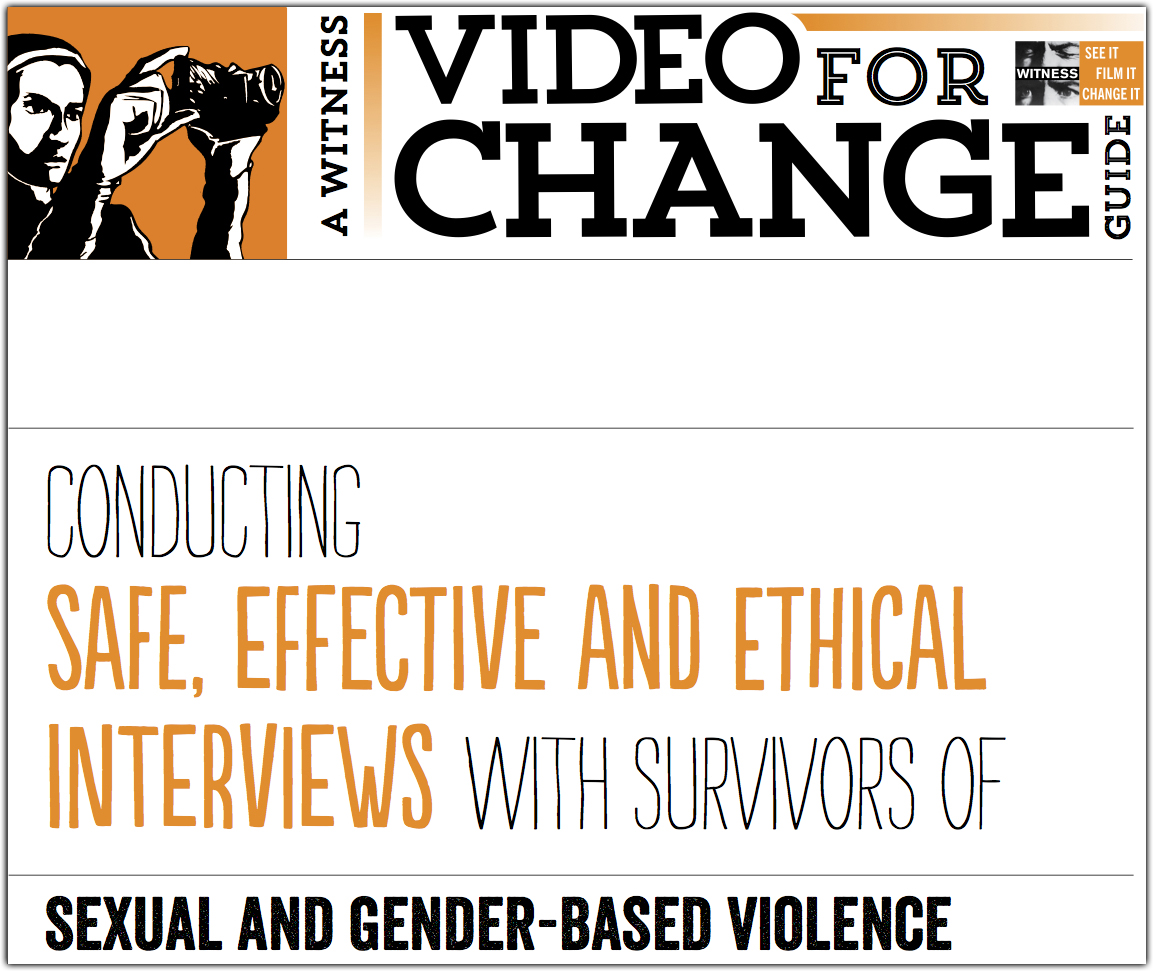 A WITNESS
VIDEO FOR
CHANGE
GUIDE
WITNESS
SEE IT
FILM IT
CHANGE IT
CONDUCTING
SAFE, EFFECTIVE AND ETHICAL
INTERVIEWS WITH SURVIVORS OF
SEXUAL AND GENDER-BASED VIOLENCE